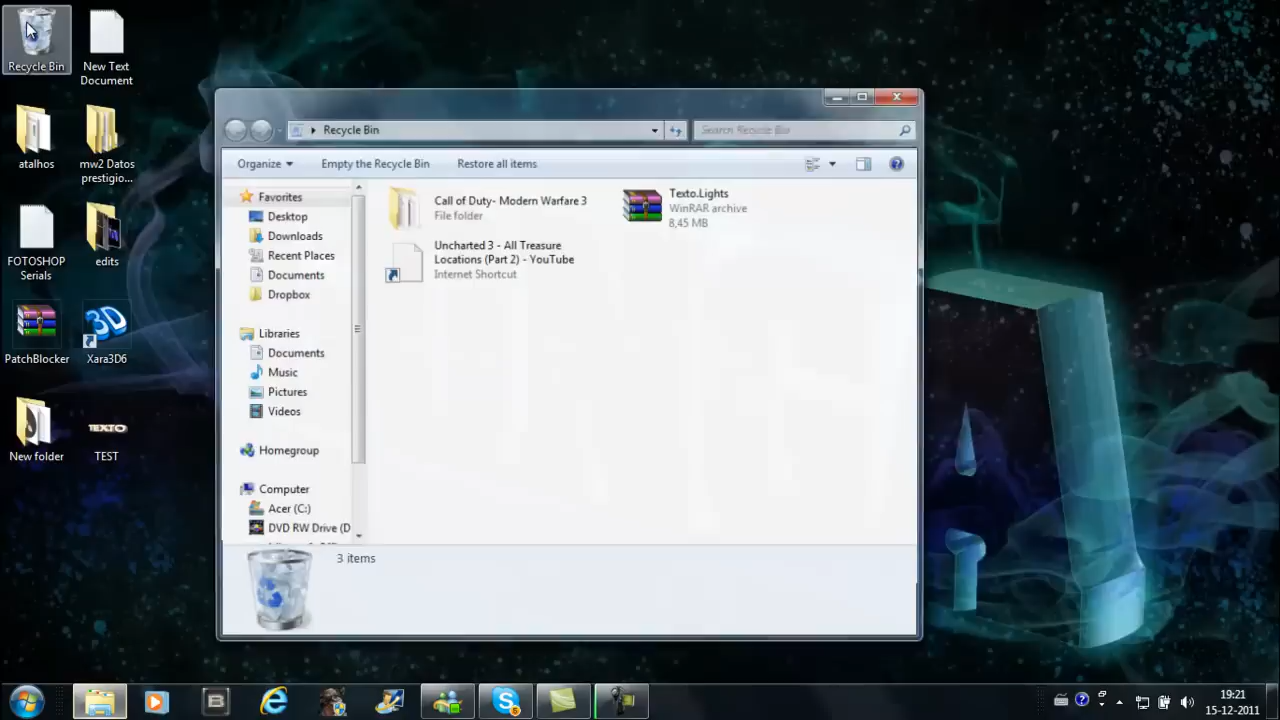 Recycle Bin
New Text
Document
atalhos
mw2 Datos
prestigio...
FOTOSHOP
Serials
edits
PatchBlocker
Xara3D6
New folder
TEXTO
TEST
Recycle Bin
Search Recycle Bin
Organize
Empty the Recycle Bin
Restore all items
Favorites
Desktop
Downloads
Recent Places
Documents
Dropbox
Libraries
Documents
Music
Pictures
Videos
Homegroup
Computer
Acer (C:)
DVD RW Drive (D
Call of Duty- Modern Warfare 3
File folder
Uncharted 3 - All Treasure
Locations (Part 2) - YouTube
Internet Shortcut
Texto.Lights
WinRAR archive
8,45 MB
3 items
19:21
15-12-2011